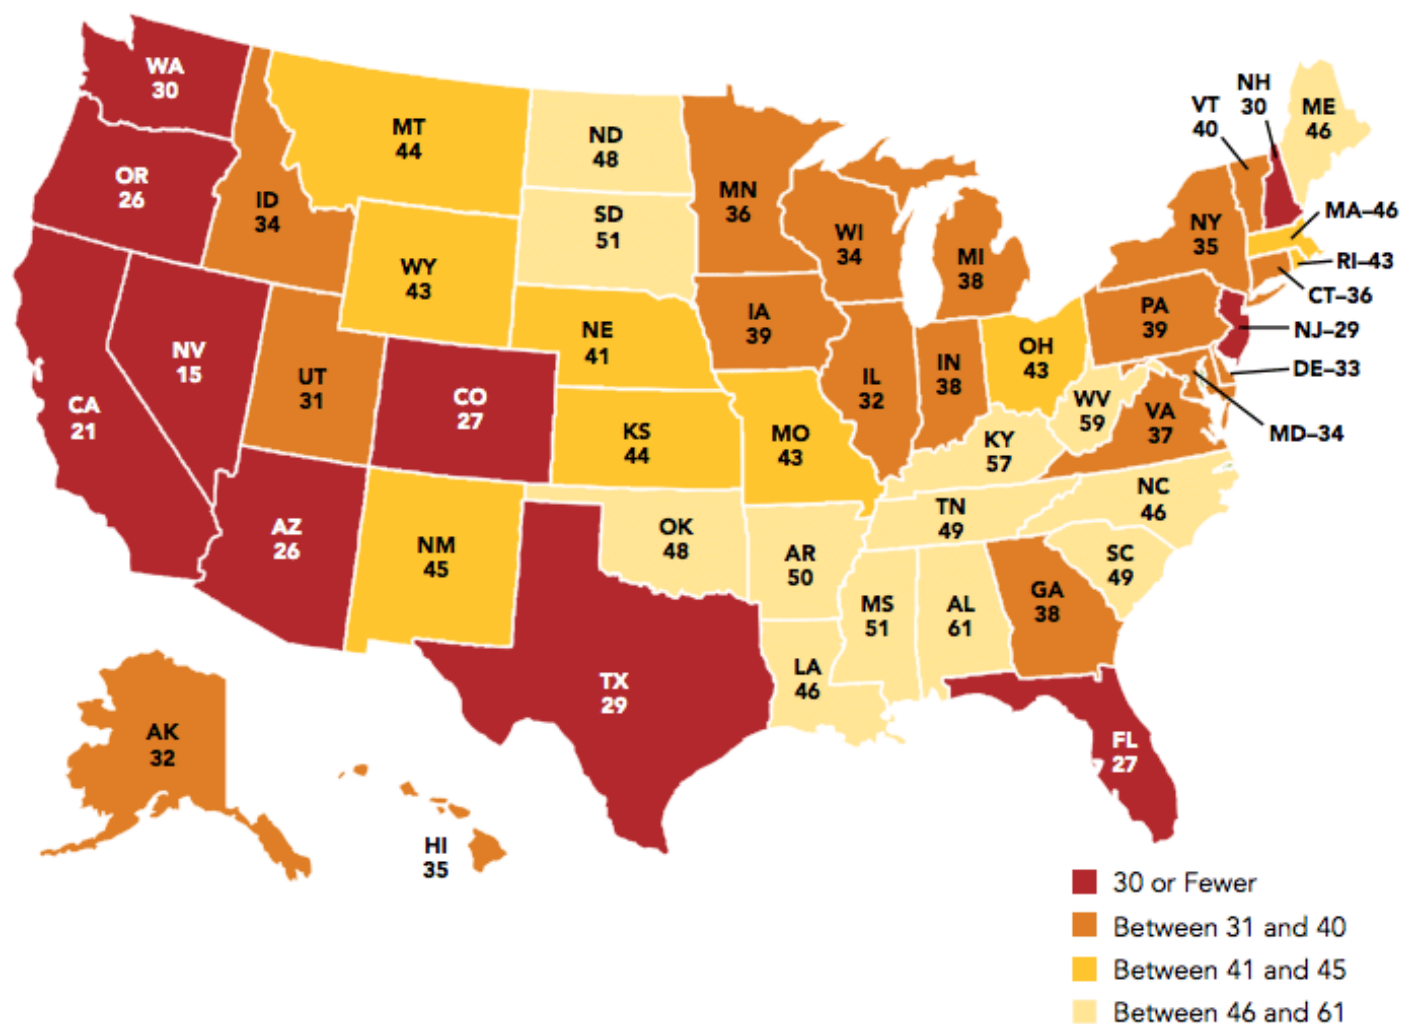 WA
30
OR
26
CA
21
NV
15
ID
34
MT
44
WY
43
UT
31
CO
27
AZ
26
NM
45
ND
48
SD
51
NE
41
KS
44
OK
48
TX
29
MN
36
IA
39
MO
43
AR
50
LA
46
WI
34
IL
32
MI
38
IN
38
OH
43
KY
57
TN
49
MS
51
AL
61
GA
38
FL
27
SC
49
NC
46
VA
37
WV
59
PA
39
NY
35
VT
40
NH
30
ME
46
MA–46
RI–43
CT–36
NJ–29
DE–33
MD–34
AK
32
HI
35
30 or Fewer
Between 31 and 40
Between 41 and 45
Between 46 and 61